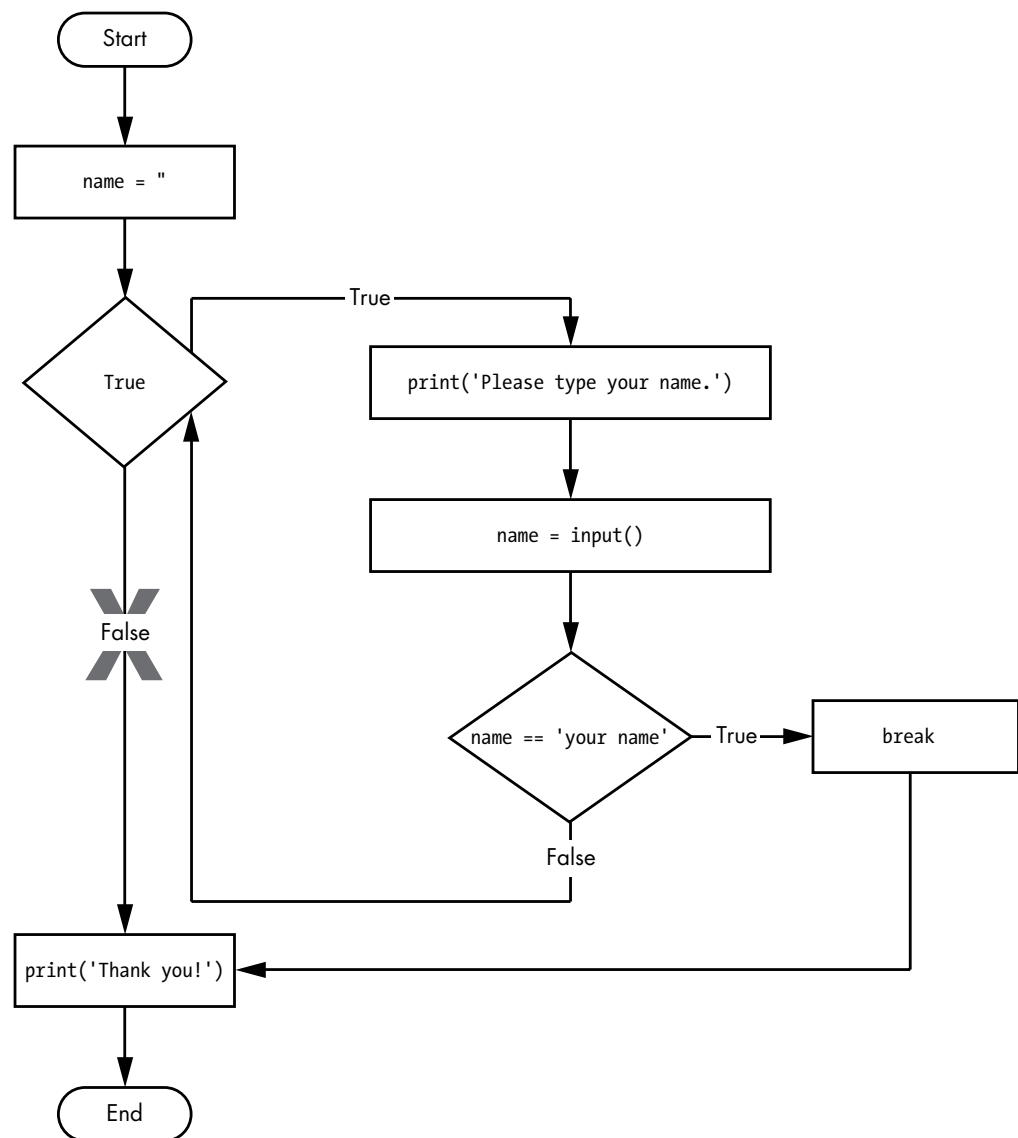 Start
name = "
True
True
print('Please type your name.')
name = input()
False
name == 'your name'
True
break
False
print('Thank you!')
End